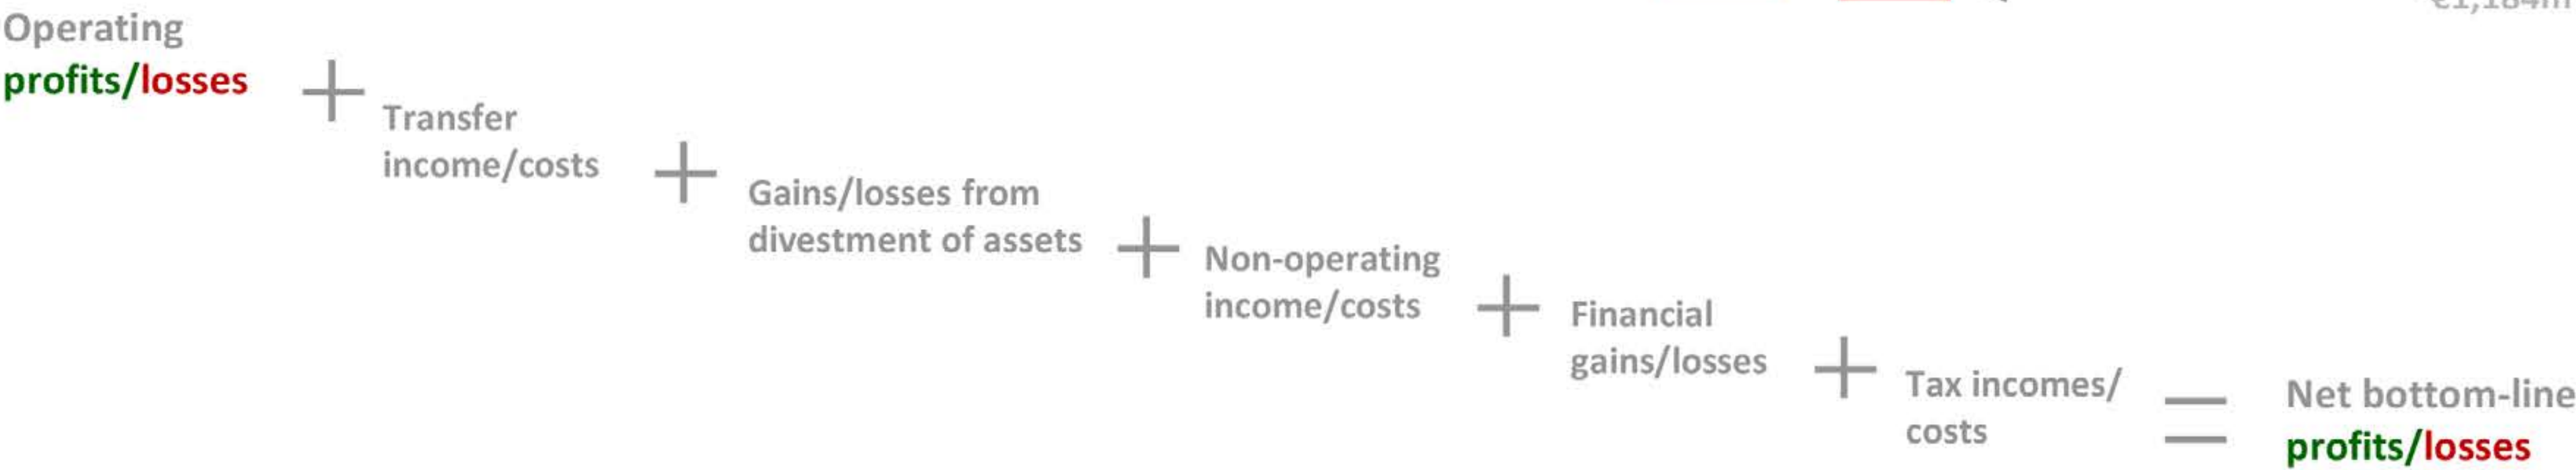 Operating
profits/losses
+
Transfer
income/costs
+
Gains/losses from
divestment of assets
+
Non-operating
income/costs
+
Financial
gains/losses
+
Tax incomes/
costs
=
Net bottom-line
profits/losses